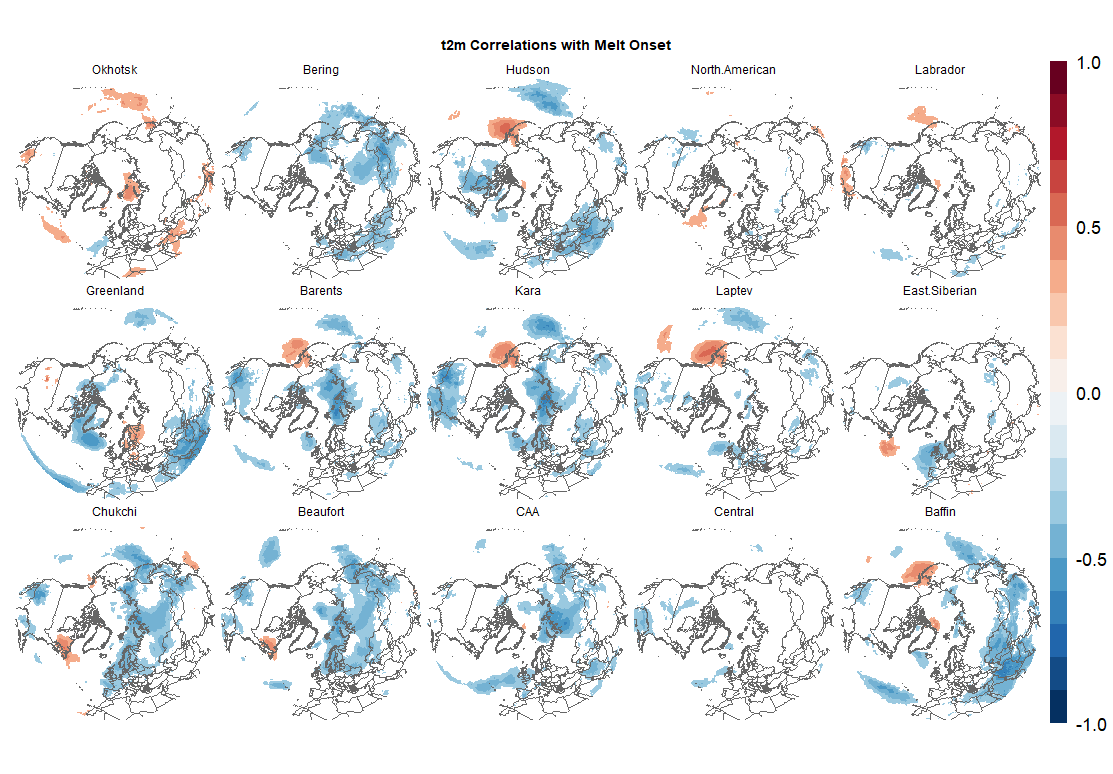 t2m Correlations with Melt Onset
Okhotsk Bering Hudson North.American Labrador
Greenland Barents Kara Laptev East.Siberian
Chukchi Beaufort CAA Central Baffin
1.0
0.5
0.0
-0.5
-1.0